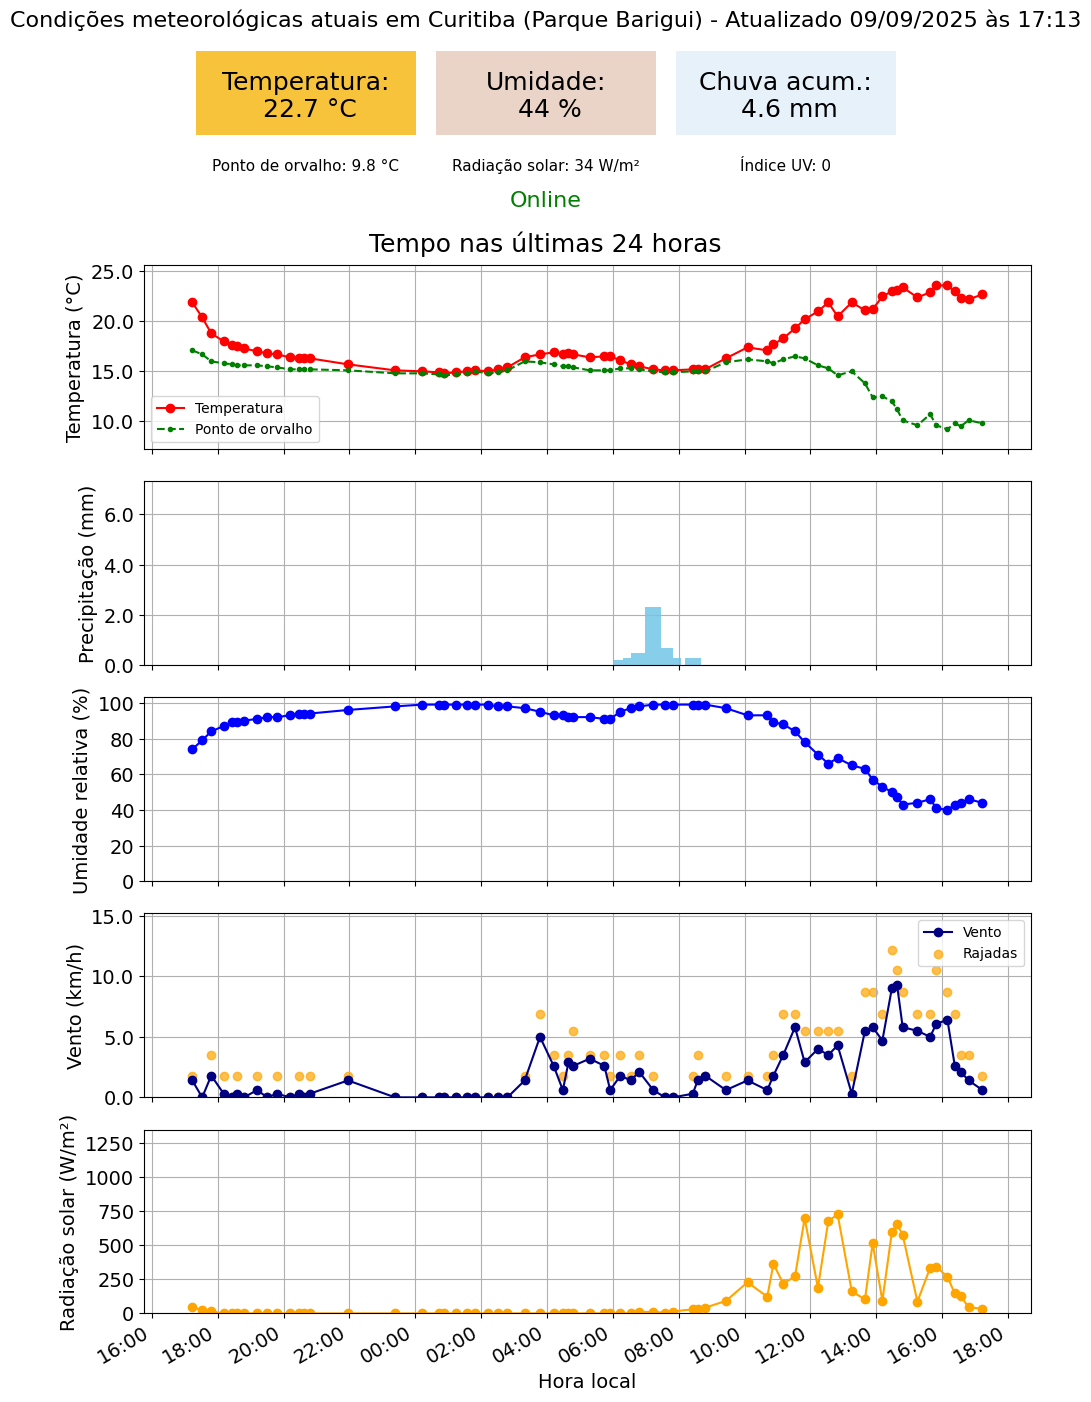 Condições meteorológicas atuais em Curitiba (Parque Barigui) - Atualizado 09/09/2025 às 17:13
Temperatura:
22.7 °C
Umidade:
44 %
Chuva acum.:
4.6 mm
Ponto de orvalho: 9.8 °C
Radiação solar: 34 W/m²
Índice UV: 0
Online
Tempo nas últimas 24 horas
Temperatura (°C)
25.0
20.0
15.0
10.0
Temperatura
Ponto de orvalho
Precipitação (mm)
6.0
4.0
2.0
0.0
Umidade relativa (%)
100
80
60
40
20
0
Vento (km/h)
15.0
10.0
5.0
0.0
Vento
Rajadas
Radiação solar (W/m²)
1250
1000
750
500
250
0
16:00
18:00
20:00
22:00
00:00
02:00
04:00
06:00
08:00
10:00
12:00
14:00
16:00
18:00
Hora local